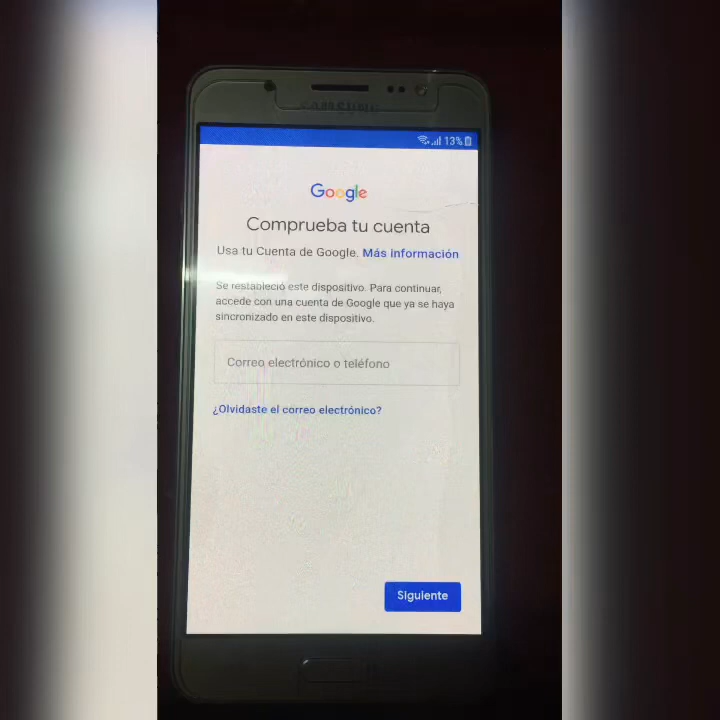 SAMSUNG
13%
Google
Comprueba tu cuenta
Usa tu Cuenta de Google. Más información
Se restableció este dispositivo. Para continuar,
accede con una cuenta de Google que ya se haya
sincronizado en este dispositivo.
Correo electrónico o teléfono
¿Olvidaste el correo electrónico?
Siguiente